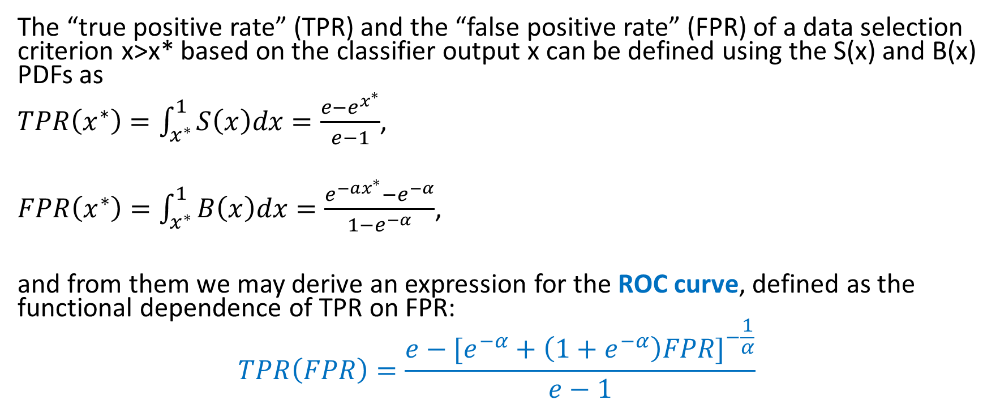 The “true positive rate” (TPR) and the “false positive rate” (FPR) of a data selection
criterion x>x* based on the classifier output x can be defined using the S(x) and B(x)
PDFs as
$TPR(x^*) = \int_{x^*}^{1} S(x)dx = \frac{e-e^{x^*}}{e-1},$
$FPR(x^*) = \int_{x^*}^{1} B(x)dx = \frac{e^{-ax^*}-e^{-\alpha}}{1-e^{-\alpha}},$
and from them we may derive an expression for the ROC curve, defined as the
functional dependence of TPR on FPR:
$TPR(FPR) = \frac{e-[e^{-\alpha}+(1+e^{-\alpha})FPR]^{-\frac{1}{\alpha}}}{e-1}$